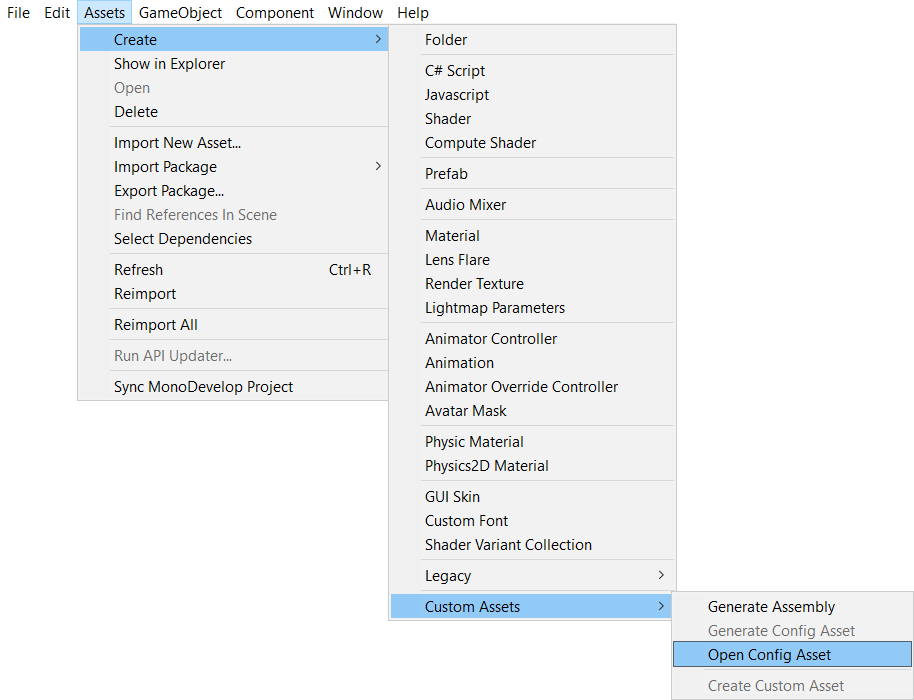 File Edit Assets GameObject Component Window Help
Create
Show in Explorer
Open
Delete
Import New Asset...
Import Package
Export Package...
Find References In Scene
Select Dependencies
Refresh Ctrl+R
Reimport
Reimport All
Run API Updater...
Sync MonoDevelop Project
Folder
C# Script
Javascript
Shader
Compute Shader
Prefab
Audio Mixer
Material
Lens Flare
Render Texture
Lightmap Parameters
Animator Controller
Animation
Animator Override Controller
Avatar Mask
Physic Material
Physics2D Material
GUI Skin
Custom Font
Shader Variant Collection
Legacy
Custom Assets
Generate Assembly
Generate Config Asset
Open Config Asset
Create Custom Asset